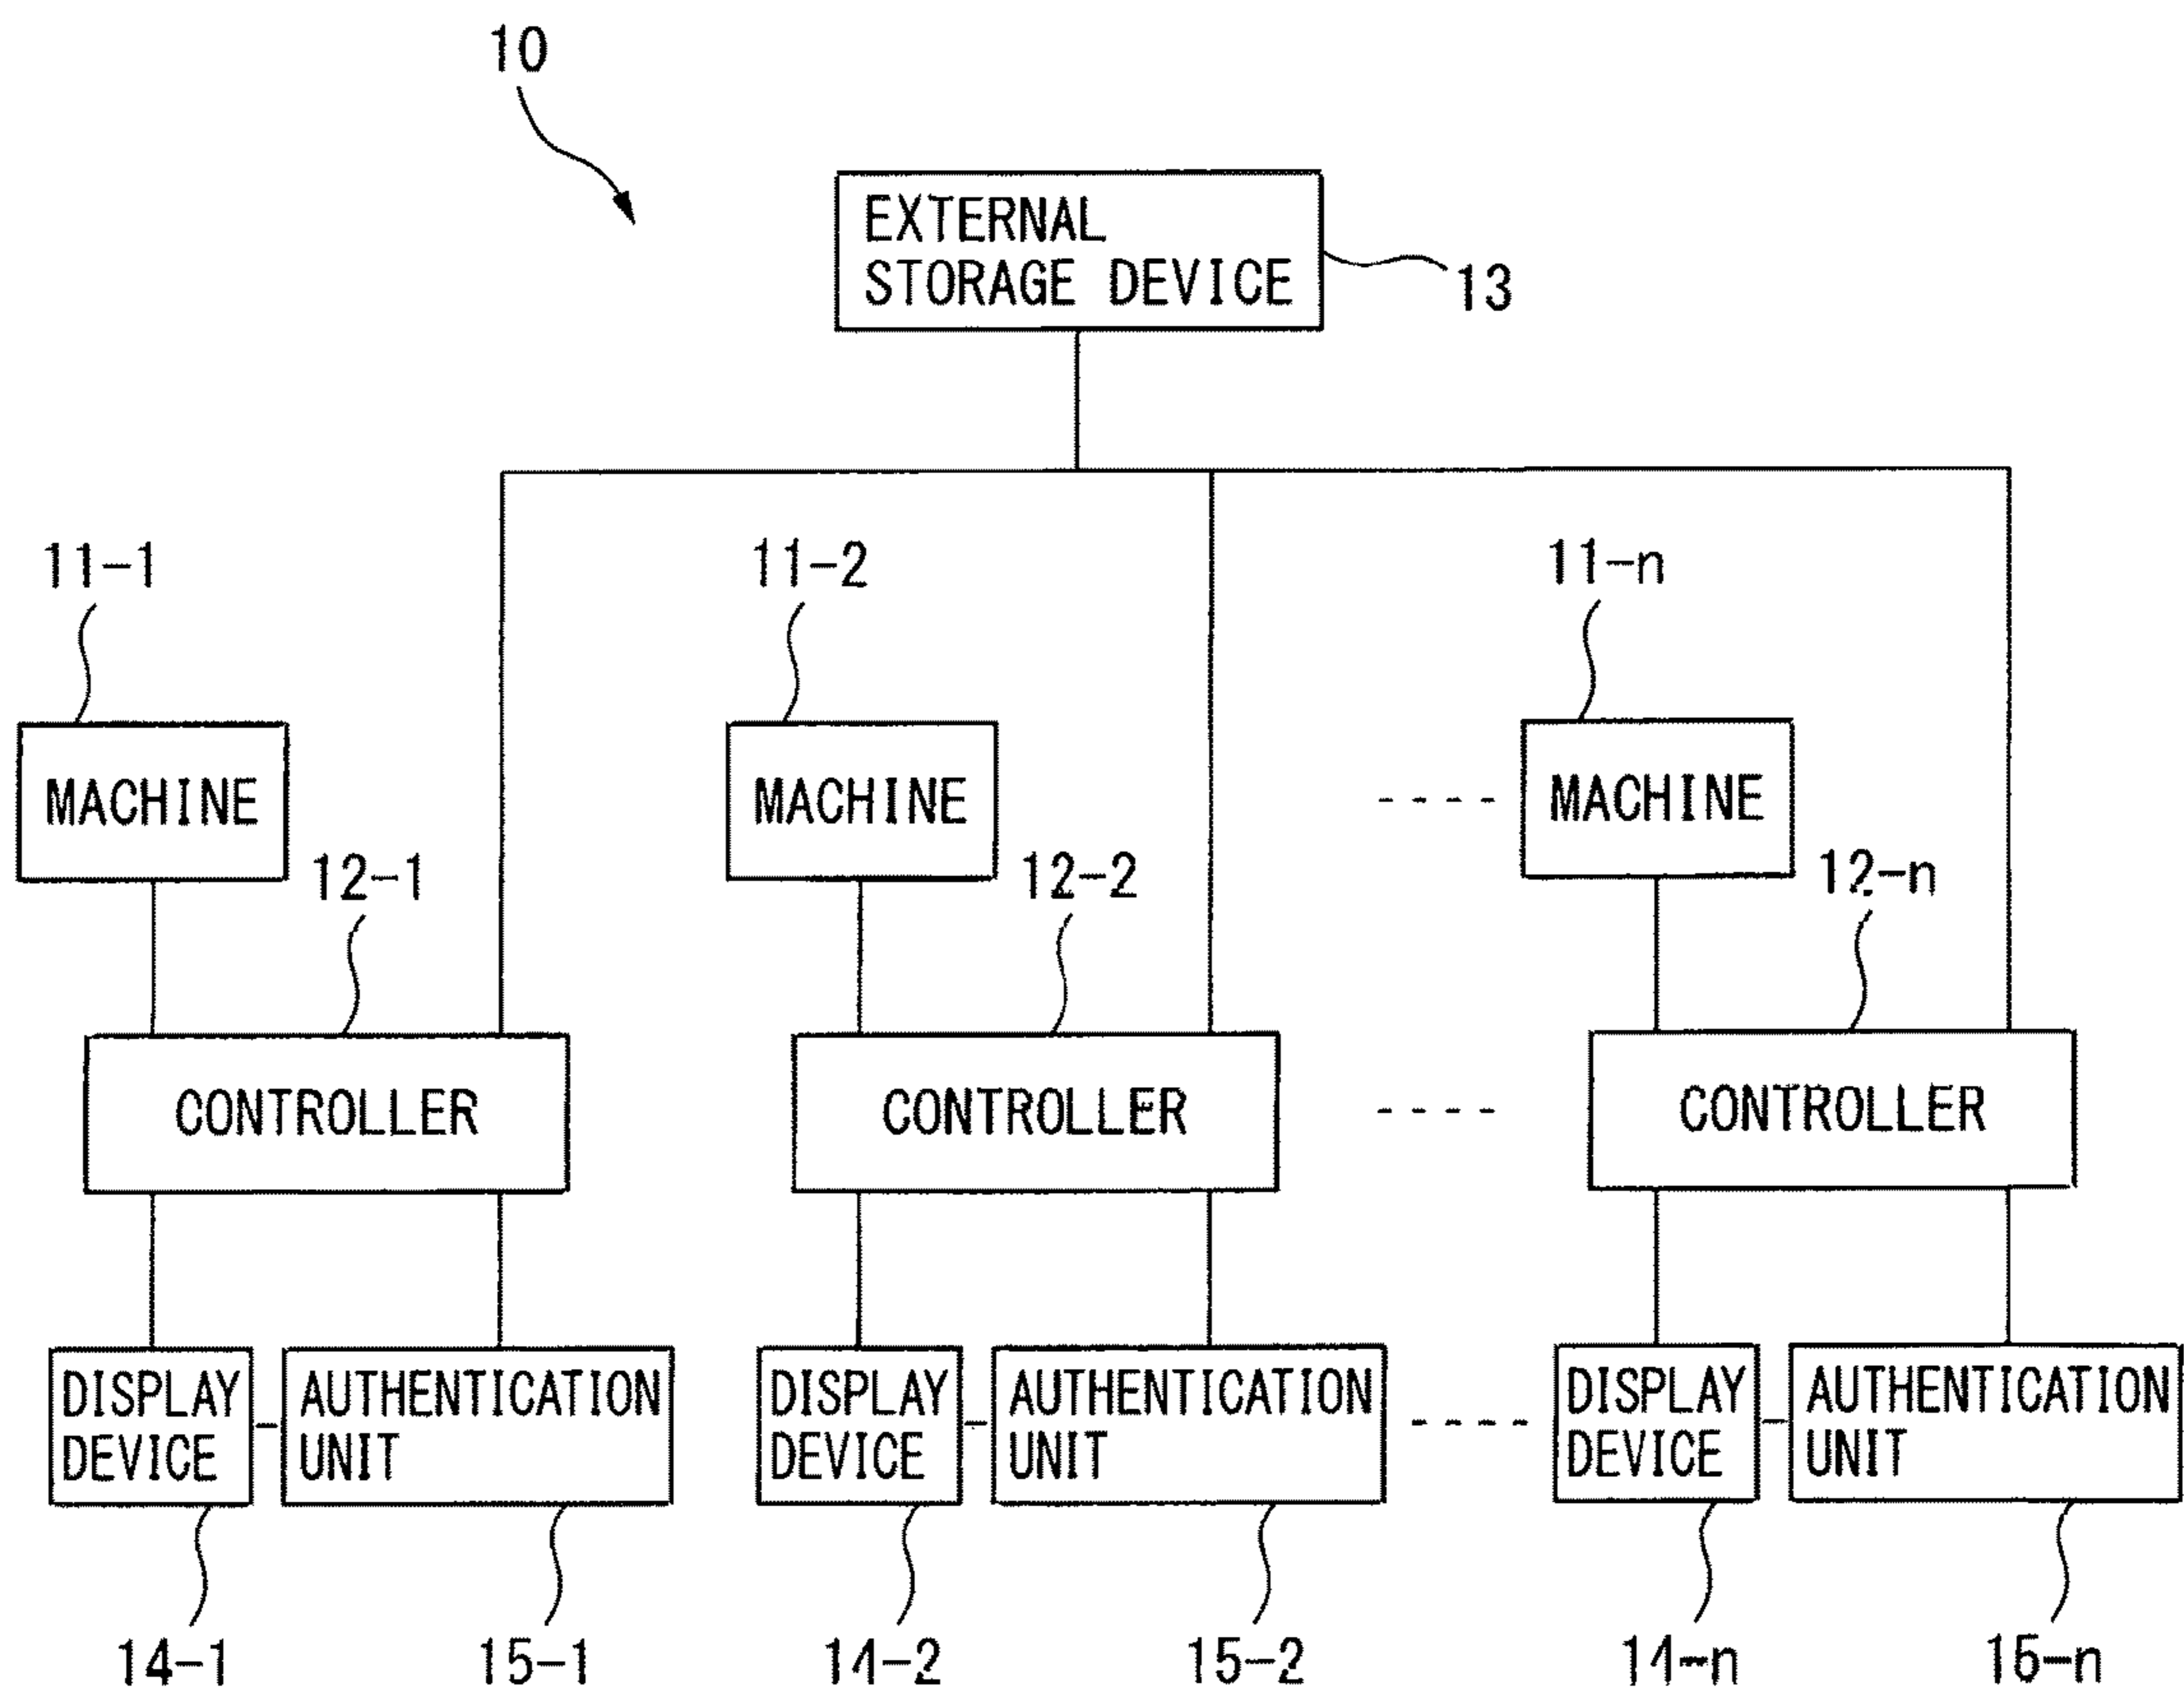 10
EXTERNAL
STORAGE DEVICE
13
11-1
11-2
11-n
MACHINE
MACHINE
MACHINE
12-1
12-2
12-n
CONTROLLER
CONTROLLER
CONTROLLER
DISPLAY
DEVICE
AUTHENTICATION
UNIT
DISPLAY
DEVICE
AUTHENTICATION
UNIT
DISPLAY
DEVICE
AUTHENTICATION
UNIT
14-1
15-1
14-2
15-2
14-n
15-n